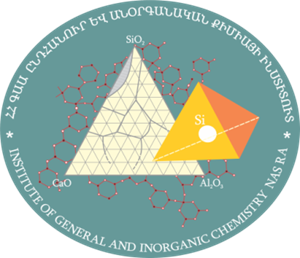 ՀՀ ԳԱԱ ԸՆԴՀԱՆՈՒՐ ԵՎ ԱՆՕՐԳԱՆԱԿԱՆ ՔԻՄԻԱՅԻ ԻՆՍՏԻՏՈՒՏ
SiO₂
Si
CaO
Al₂O₃
* INSTITUTE OF GENERAL AND INORGANIC CHEMISTRY NAS RA *